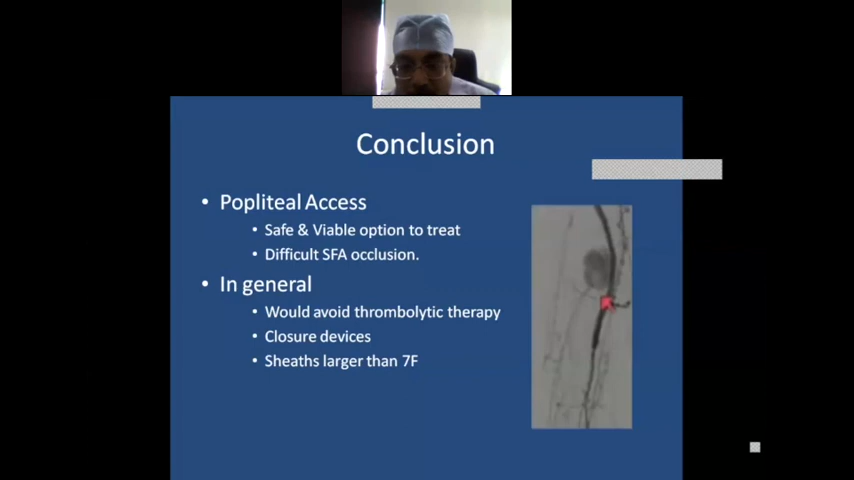 Conclusion
• Popliteal Access
• Safe & Viable option to treat
• Difficult SFA occlusion.
• In general
• Would avoid thrombolytic therapy
• Closure devices
• Sheaths larger than 7F